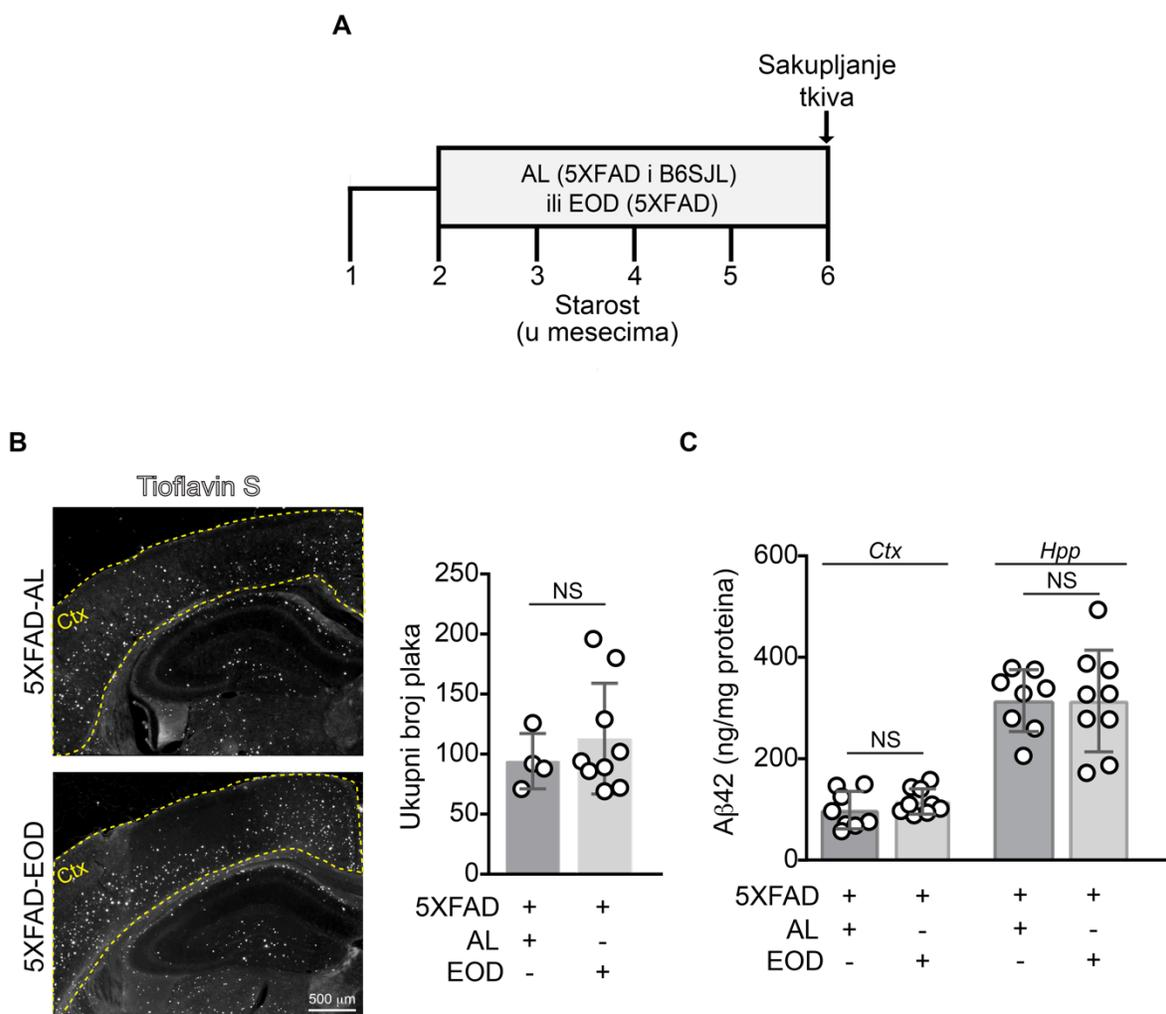 A
Sakupljanje
tkiva
AL (5XFAD i B6SJL)
ili EOD (5XFAD)
1 2 3 4 5 6
Starost
(u mesecima)
B
Tioflavin S
5XFAD-AL
Ctx
5XFAD-EOD
Ctx
500 μm
Ukupni broj plaka
250
200
150
100
50
0
NS
5XFAD + +
AL + -
EOD - +
C
Aβ42 (ng/mg proteina)
600
400
200
0
Ctx Hpp
NS
NS
5XFAD + + + +
AL + - + -
EOD - + - +